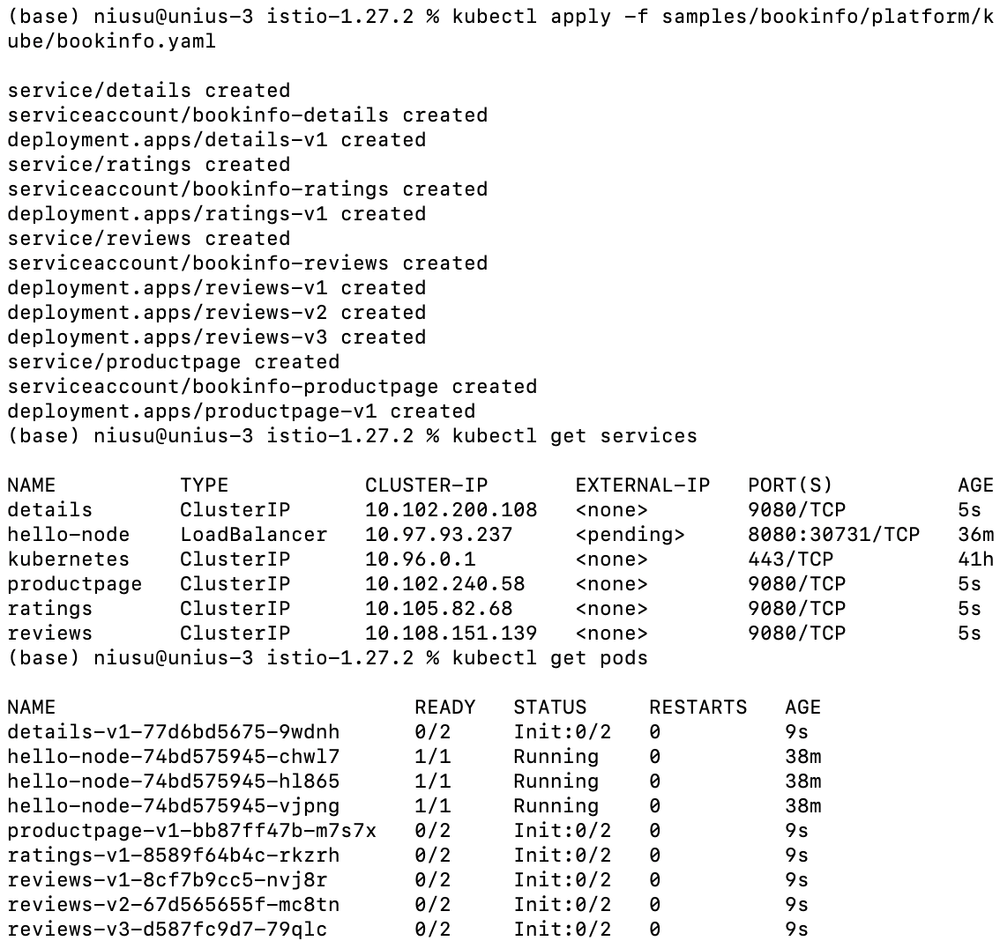 (base) niusu@unius-3 istio-1.27.2 % kubectl apply -f samples/bookinfo/platform/k
ube/bookinfo.yaml
service/details created
serviceaccount/bookinfo-details created
deployment.apps/details-v1 created
service/ratings created
serviceaccount/bookinfo-ratings created
deployment.apps/ratings-v1 created
service/reviews created
serviceaccount/bookinfo-reviews created
deployment.apps/reviews-v1 created
deployment.apps/reviews-v2 created
deployment.apps/reviews-v3 created
service/productpage created
serviceaccount/bookinfo-productpage created
deployment.apps/productpage-v1 created
(base) niusu@unius-3 istio-1.27.2 % kubectl get services
NAME          TYPE           CLUSTER-IP       EXTERNAL-IP   PORT(S)          AGE
details       ClusterIP      10.102.200.108   <none>        9080/TCP         5s
hello-node    LoadBalancer   10.97.93.237     <pending>     8080:30731/TCP   36m
kubernetes    ClusterIP      10.96.0.1        <none>        443/TCP          41h
productpage   ClusterIP      10.102.240.58    <none>        9080/TCP         5s
ratings       ClusterIP      10.105.82.68     <none>        9080/TCP         5s
reviews       ClusterIP      10.108.151.139   <none>        9080/TCP         5s
(base) niusu@unius-3 istio-1.27.2 % kubectl get pods
NAME                             READY   STATUS     RESTARTS   AGE
details-v1-77d6bd5675-9wdnh      0/2     Init:0/2   0          9s
hello-node-74bd575945-chwl7      1/1     Running    0          38m
hello-node-74bd575945-hl865      1/1     Running    0          38m
hello-node-74bd575945-vjpng      1/1     Running    0          38m
productpage-v1-bb87ff47b-m7s7x   0/2     Init:0/2   0          9s
ratings-v1-8589f64b4c-rkzrh      0/2     Init:0/2   0          9s
reviews-v1-8cf7b9cc5-nvj8r       0/2     Init:0/2   0          9s
reviews-v2-67d565655f-mc8tn      0/2     Init:0/2   0          9s
reviews-v3-d587fc9d7-79qlc       0/2     Init:0/2   0          9s